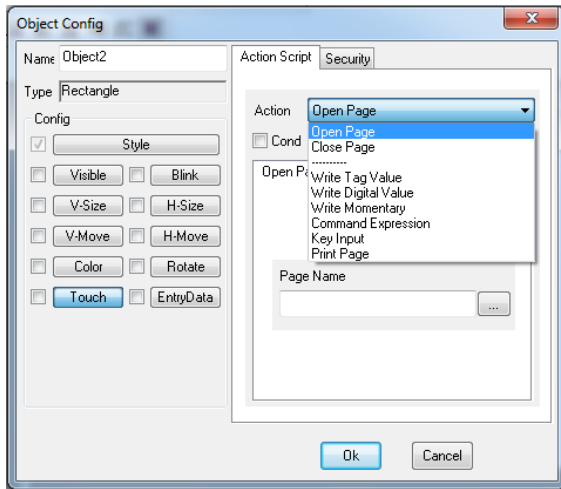 Object Config
Name Object2
Type Rectangle
Config
Style
Visible Blink
V-Size H-Size
V-Move H-Move
Color Rotate
Touch EntryData
Action Script Security
Action Open Page
Open Page
Close Page
----------
Write Tag Value
Write Digital Value
Write Momentary
Command Expression
Key Input
Print Page
Cond
Open Pa
Page Name
...
Ok Cancel